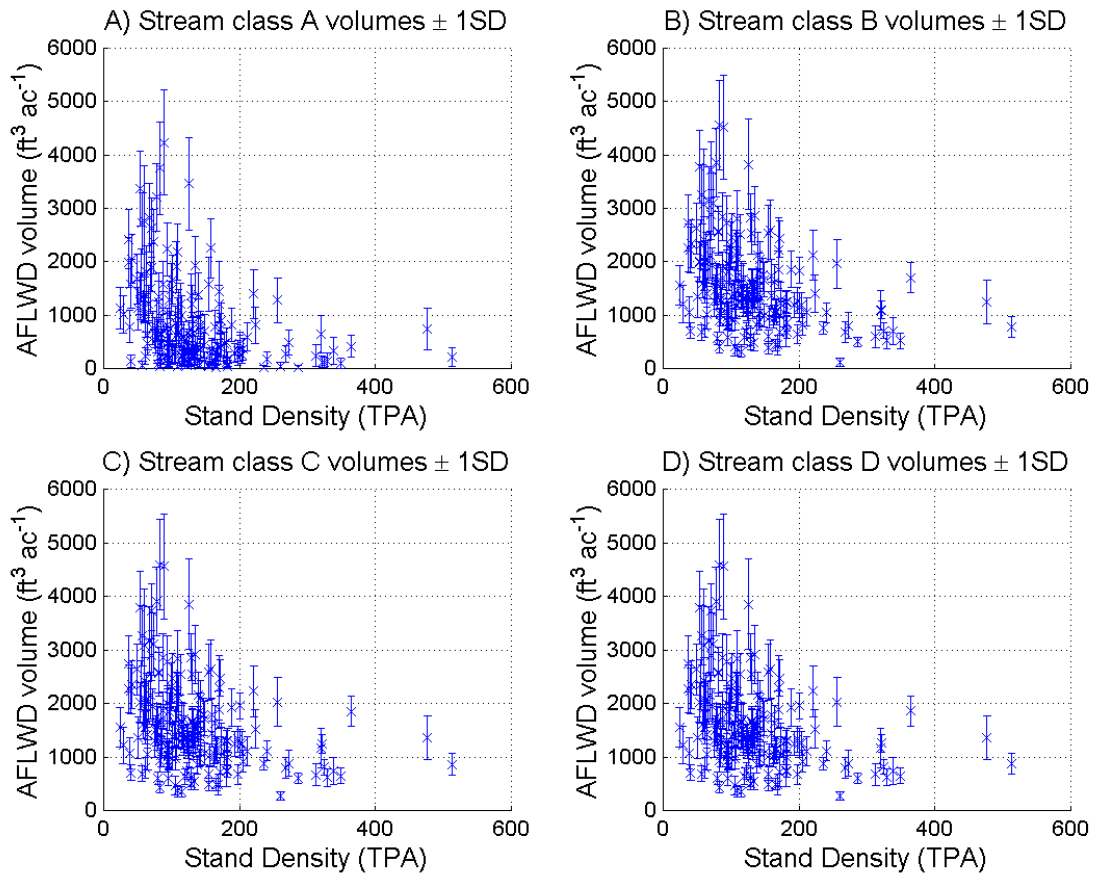 A) Stream class A volumes ± 1SD
6000
5000
4000
3000
2000
1000
0
AFLWD volume (ft³ ac⁻¹)
0 200 400 600
Stand Density (TPA)
B) Stream class B volumes ± 1SD
6000
5000
4000
3000
2000
1000
0
AFLWD volume (ft³ ac⁻¹)
0 200 400 600
Stand Density (TPA)
C) Stream class C volumes ± 1SD
6000
5000
4000
3000
2000
1000
0
AFLWD volume (ft³ ac⁻¹)
0 200 400 600
Stand Density (TPA)
D) Stream class D volumes ± 1SD
6000
5000
4000
3000
2000
1000
0
AFLWD volume (ft³ ac⁻¹)
0 200 400 600
Stand Density (TPA)